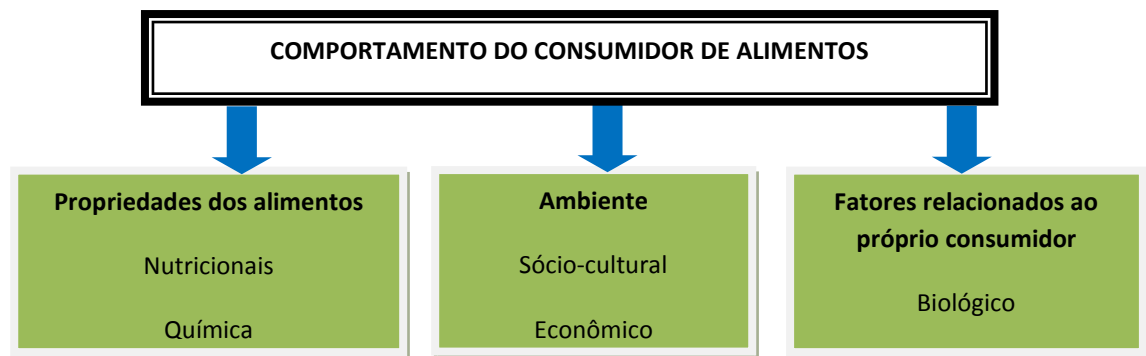 COMPORTAMENTO DO CONSUMIDOR DE ALIMENTOS
Propriedades dos alimentos
Nutricionais
Química
Ambiente
Sócio-cultural
Econômico
Fatores relacionados ao
próprio consumidor
Biológico